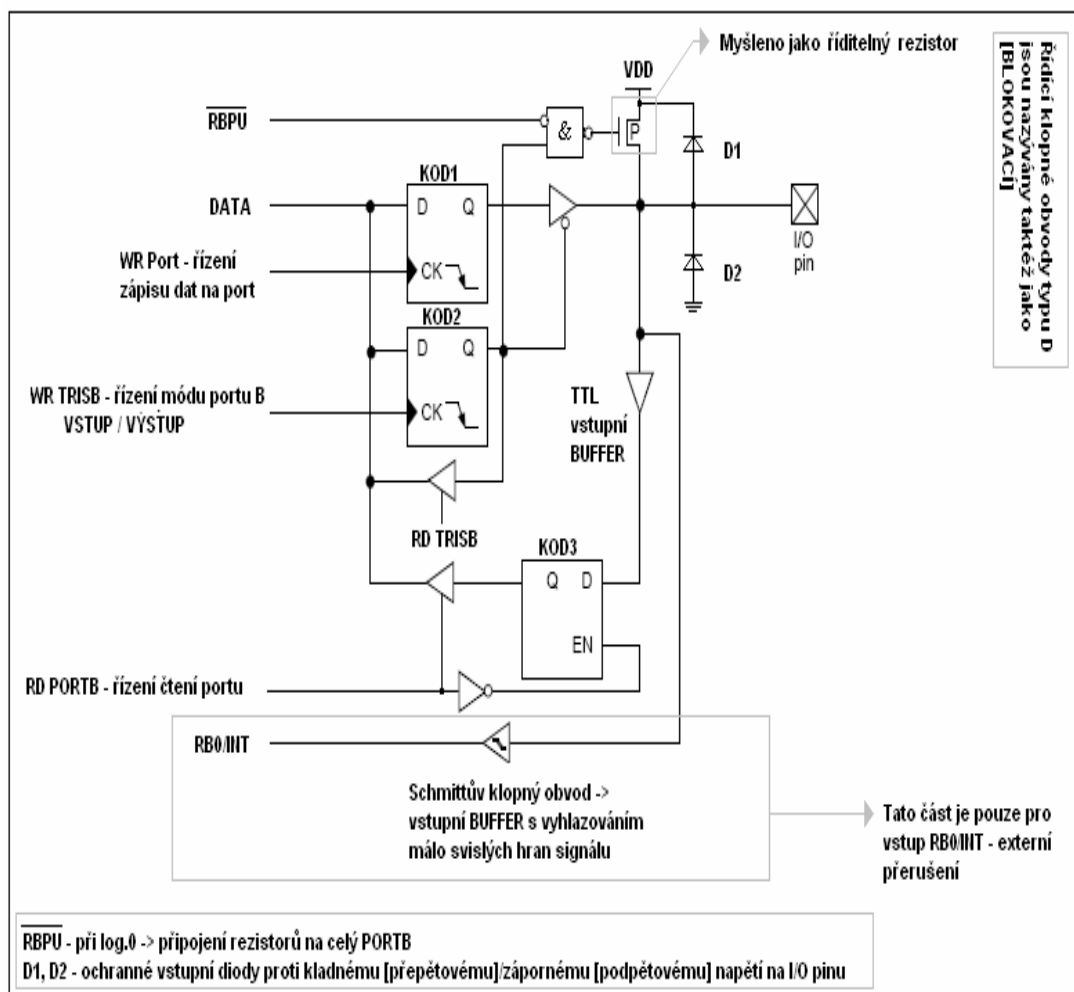 Myšleno jako říditelný rezistor
VDD
Řídící klopné obvody typu D
jsou nazývány taktéž jako
[BLOKOVACÍ]
RBPU
&
P
D1
KOD1
DATA
D Q
I/O
pin
WR Port - řízení
zápisu dat na port
CK
D2
KOD2
D Q
WR TRISB - řízení módu portu B
VSTUP / VÝSTUP
CK
TTL
vstupní
BUFFER
RD TRISB
KOD3
Q D
EN
RD PORTB - řízení čtení portu
RB0/INT
Schmittův klopný obvod ->
vstupní BUFFER s vyhlazováním
málo svislých hran signálu
Tato část je pouze pro
vstup RB0/INT - externí
přerušení
RBPU - při log.0 -> připojení rezistorů na celý PORTB
D1, D2 - ochranné vstupní diody proti kladnému [přepěťovému]/zápornému [podpěťovému] napětí na I/O pinu